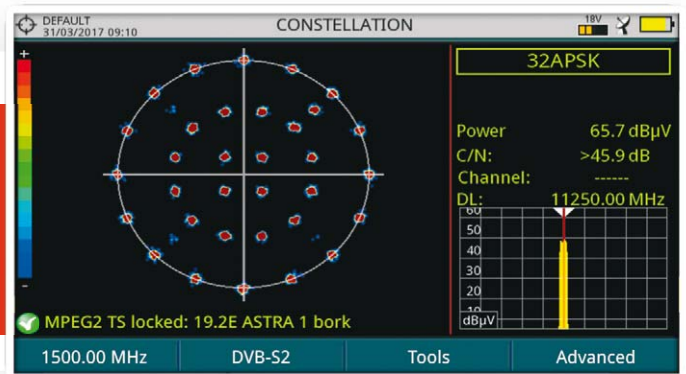 DEFAULT
31/03/2017 09:10
CONSTELLATION
18V
+
-
32APSK
Power 65.7 dBμV
C/N: >45.9 dB
Channel: ------
DL: 11250.00 MHz
60
50
40
30
20
10
dBμV
MPEG2 TS locked: 19.2E ASTRA 1 bork
1500.00 MHz DVB-S2 Tools Advanced